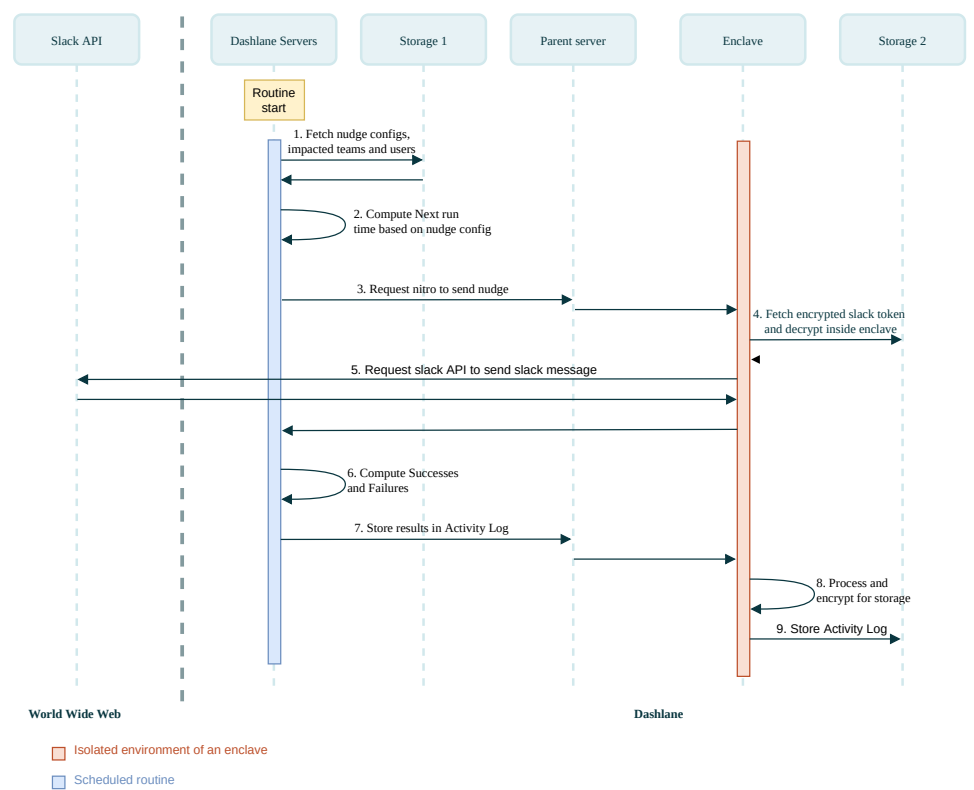 Slack API
Dashlane Servers
Storage 1
Parent server
Enclave
Storage 2
Routine
start
1. Fetch nudge configs,
impacted teams and users
2. Compute Next run
time based on nudge config
3. Request nitro to send nudge
4. Fetch encrypted slack token
and decrypt inside enclave
5. Request slack API to send slack message
6. Compute Successes
and Failures
7. Store results in Activity Log
8. Process and
encrypt for storage
9. Store Activity Log
World Wide Web
Dashlane
Isolated environment of an enclave
Scheduled routine